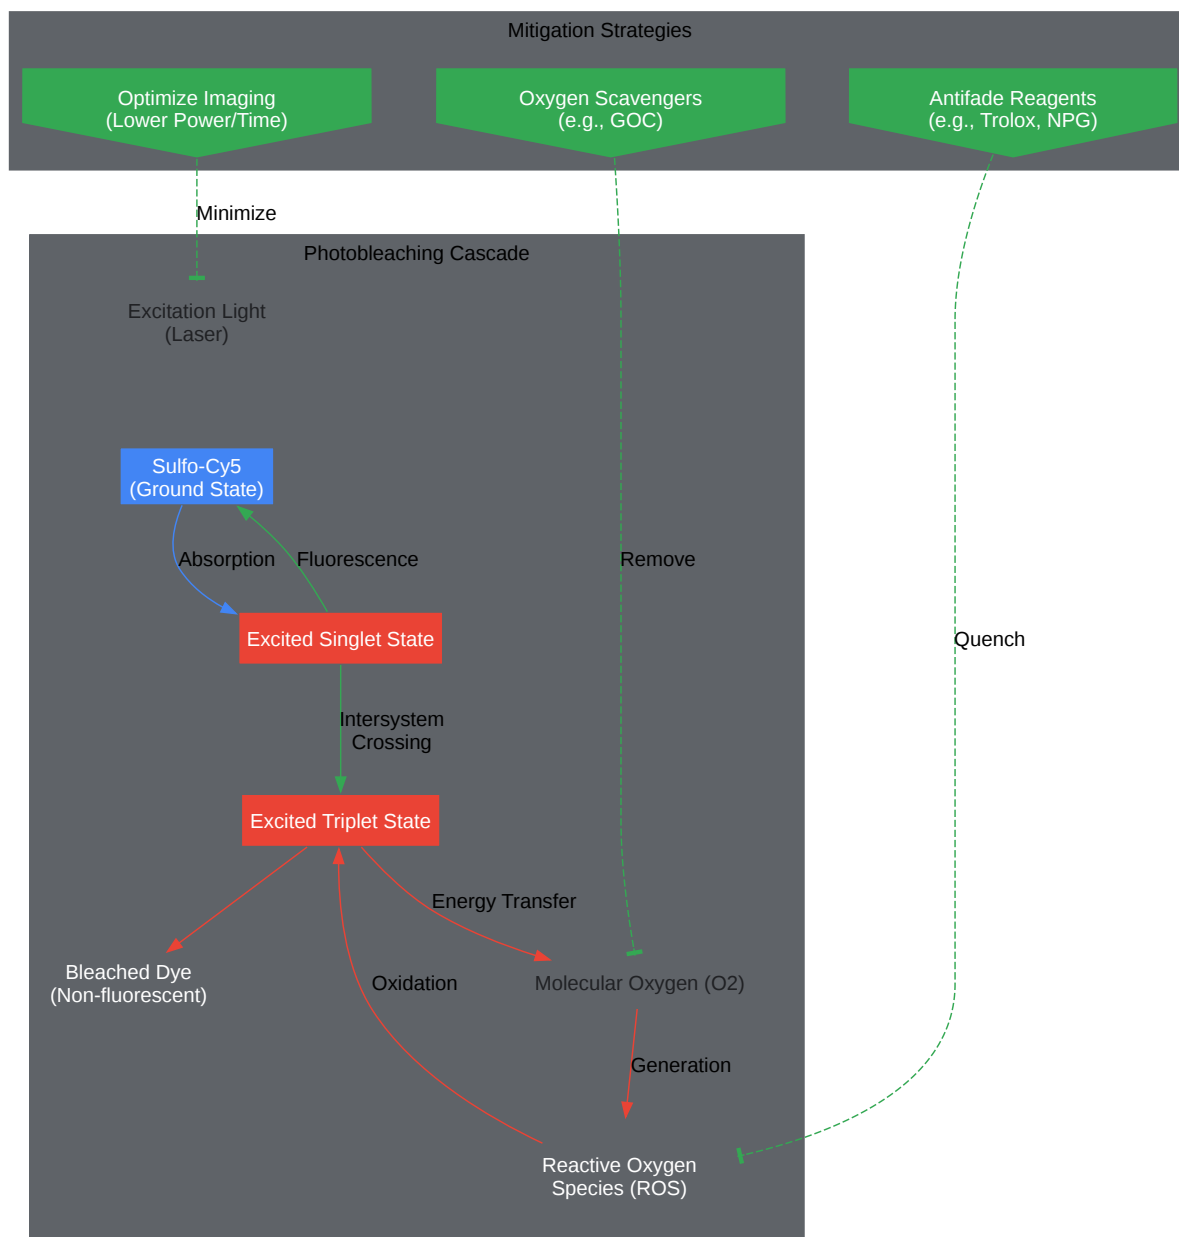 Mitigation Strategies
Optimize Imaging
(Lower Power/Time)
Oxygen Scavengers
(e.g., GOC)
Antifade Reagents
(e.g., Trolox, NPG)
Minimize
Photobleaching Cascade
Excitation Light
(Laser)
Sulfo-Cy5
(Ground State)
Absorption
Fluorescence
Remove
Excited Singlet State
Quench
Intersystem
Crossing
Excited Triplet State
Energy Transfer
Bleached Dye
(Non-fluorescent)
Oxidation
Molecular Oxygen (O2)
Generation
Reactive Oxygen
Species (ROS)